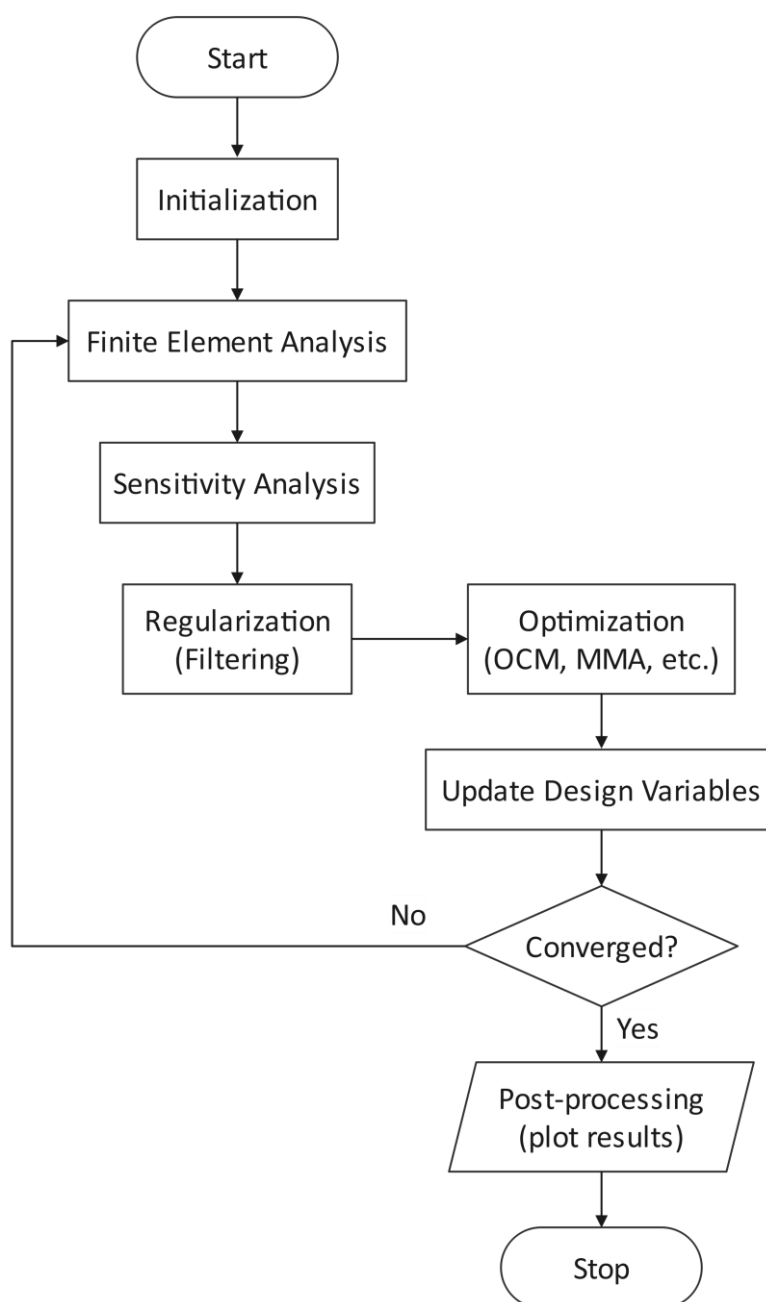 Start
Initialization
Finite Element Analysis
Sensitivity Analysis
Regularization
(Filtering)
Optimization
(OCM, MMA, etc.)
Update Design Variables
No
Converged?
Yes
Post-processing
(plot results)
Stop